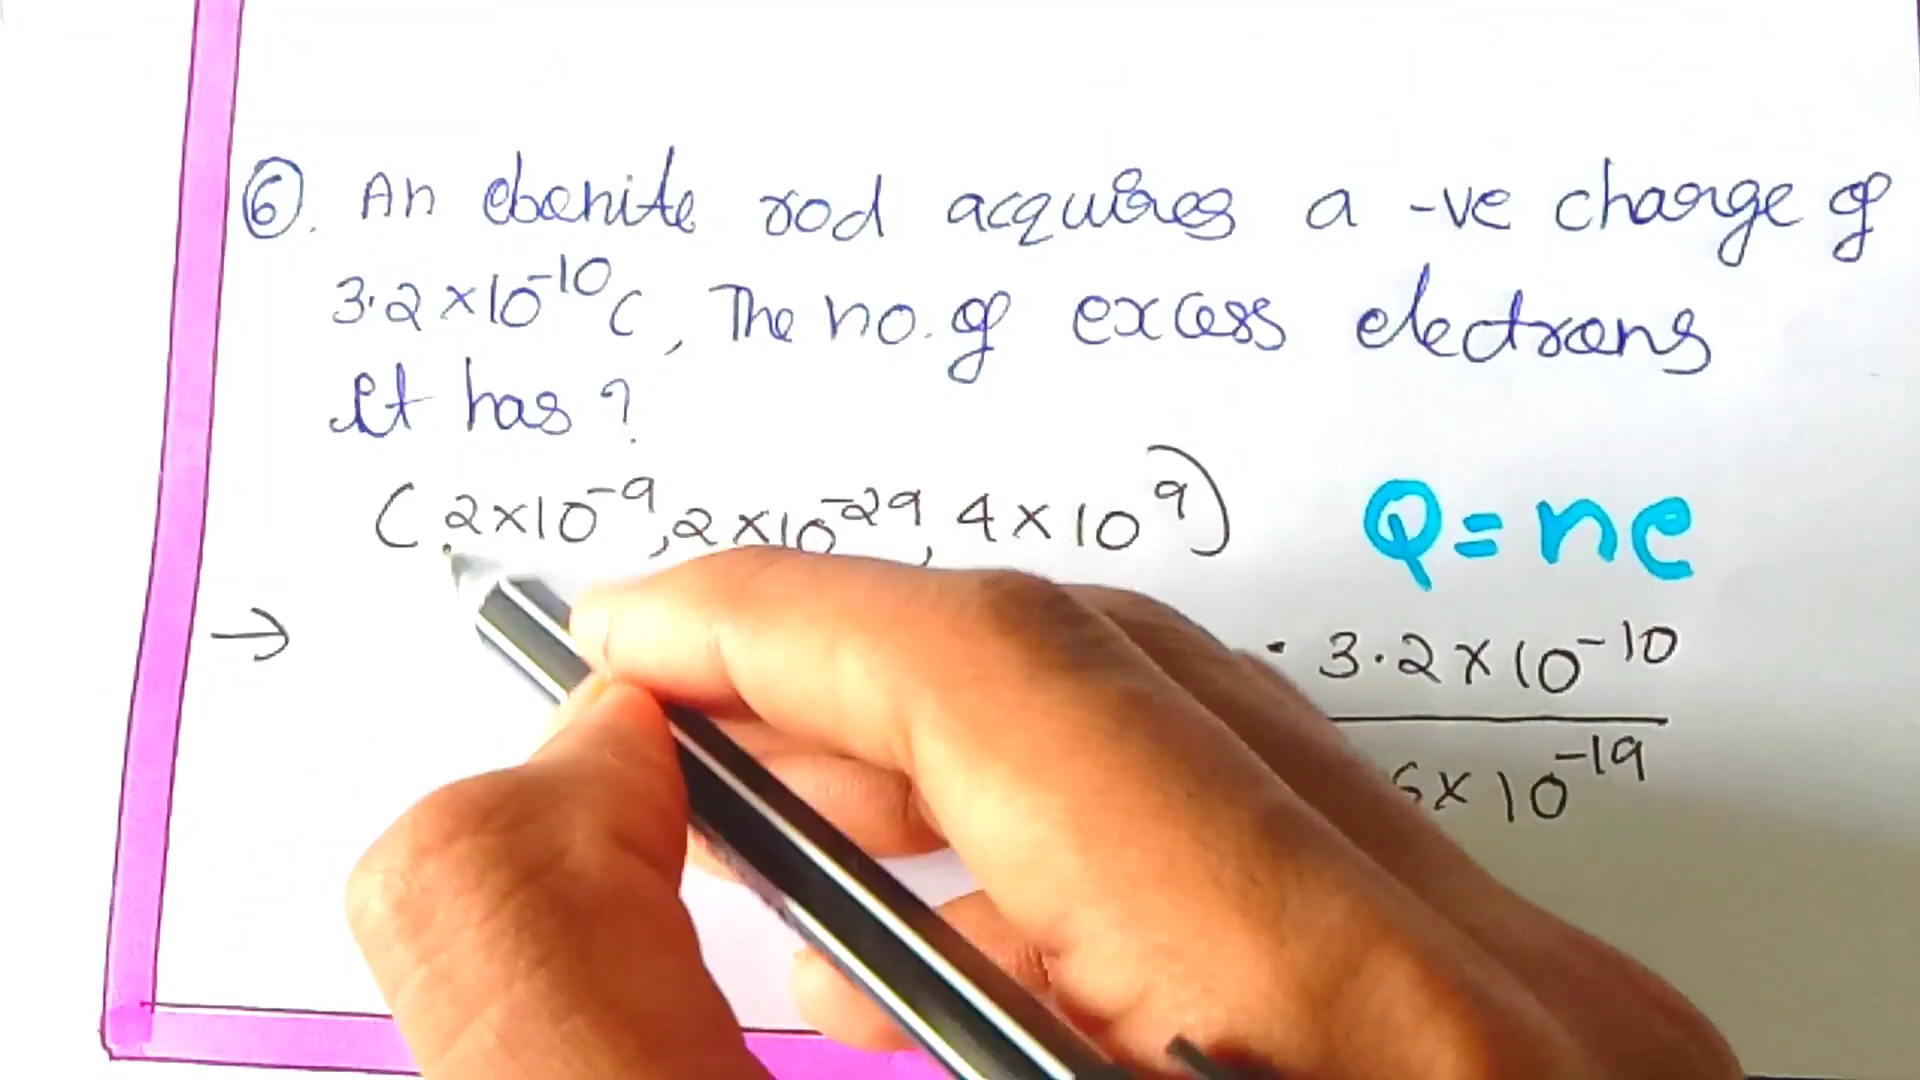 ⑥. An ebonite rod acquires a -ve charge of
3.2×10⁻¹⁰C, The no. of excess electrons
it has?
(2×10⁻⁹, 2×10⁻²⁹, 4×10⁹)
Q = ne
→
3.2×10⁻¹⁰
6×10⁻¹⁹